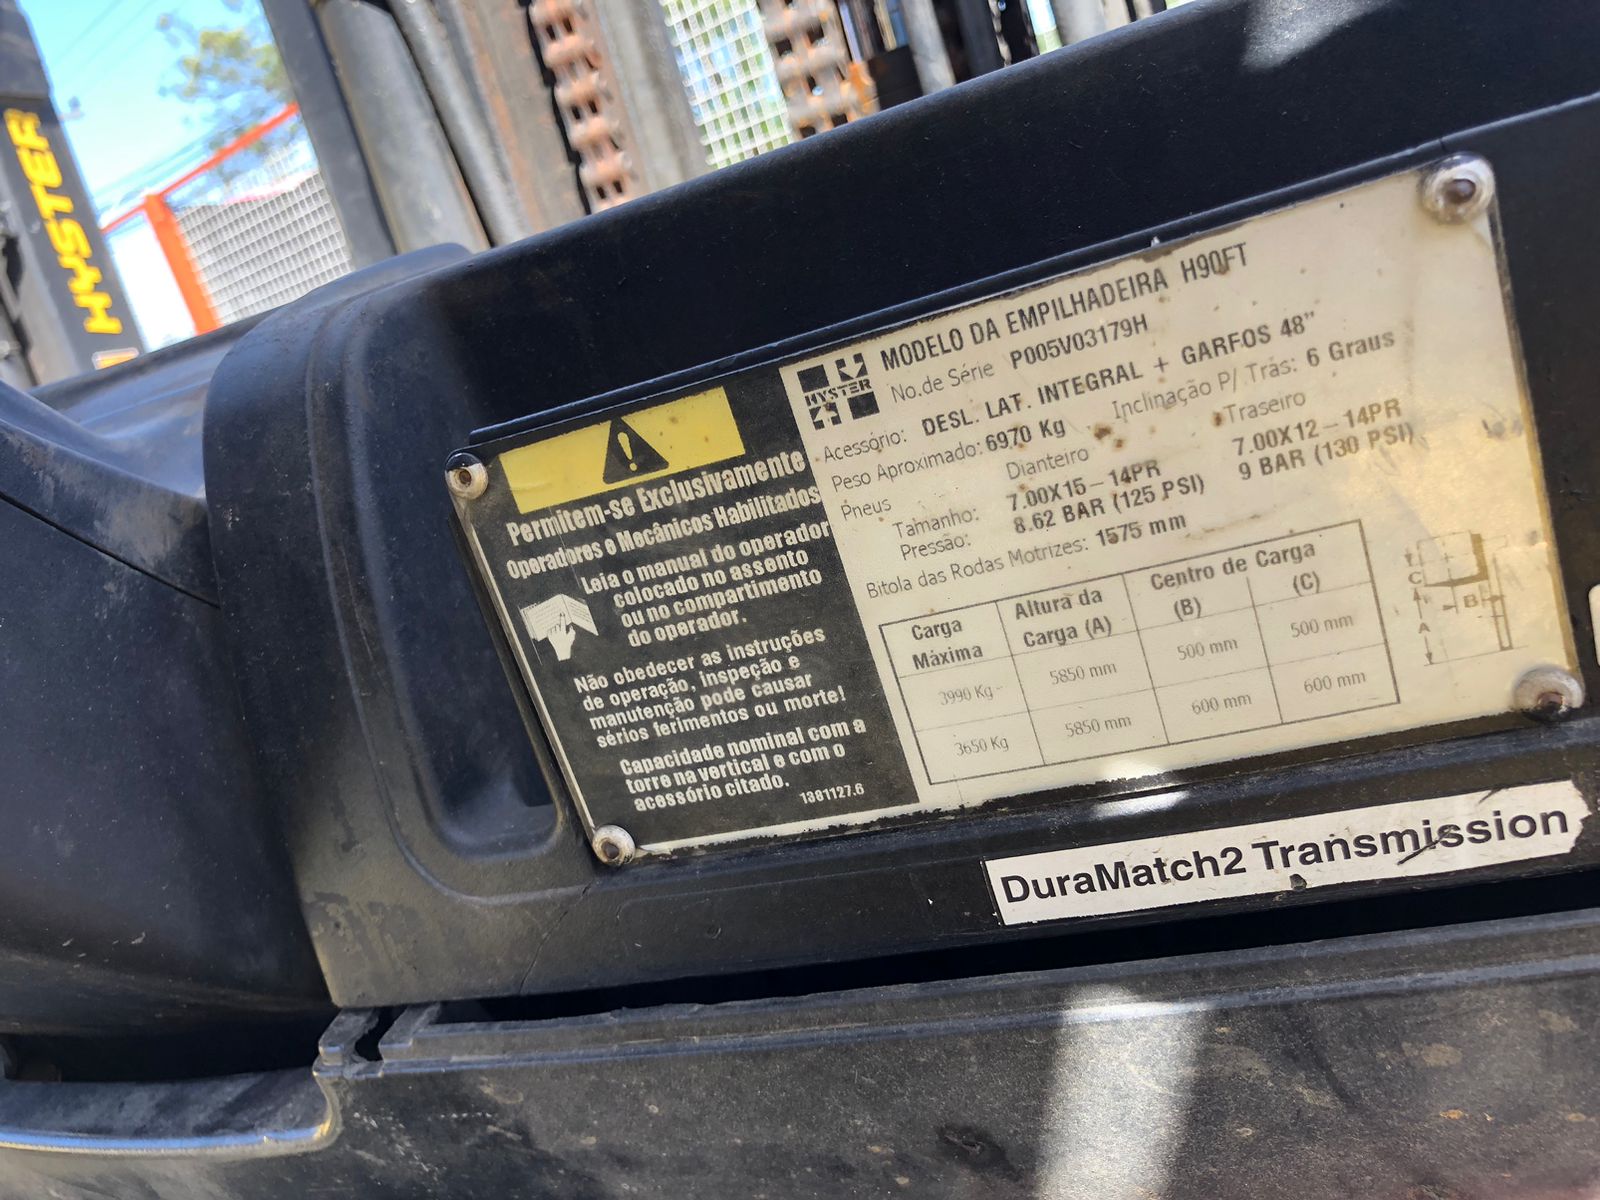 HYSTER
HYSTER
MODELO DA EMPILHADEIRA H90FT
No.de Série P005V03179H
Acessório: DESL. LAT. INTEGRAL + GARFOS 48"
Peso Aproximado: 6970 Kg Inclinação P/ Trás: 6 Graus
Pneus Dianteiro Traseiro
Tamanho: 7.00X15-14PR 7.00X12-14PR
Pressão: 8.62 BAR (125 PSI) 9 BAR (130 PSI)
Bitola das Rodas Motrizes: 1575 mm
Carga Máxima Altura da Carga (A) Centro de Carga (B) (C)
3990 Kg 5850 mm 500 mm 500 mm
3650 Kg 5850 mm 600 mm 600 mm
C
B
A
Permitem-se Exclusivamente
Operadores e Mecânicos Habilitados
Leia o manual do operador
colocado no assento
ou no compartimento
do operador.
Não obedecer as instruções
de operação, inspeção e
manutenção pode causar
sérios ferimentos ou morte!
Capacidade nominal com a
torre na vertical e com o
acessório citado.
1381127.6
DuraMatch2 Transmission